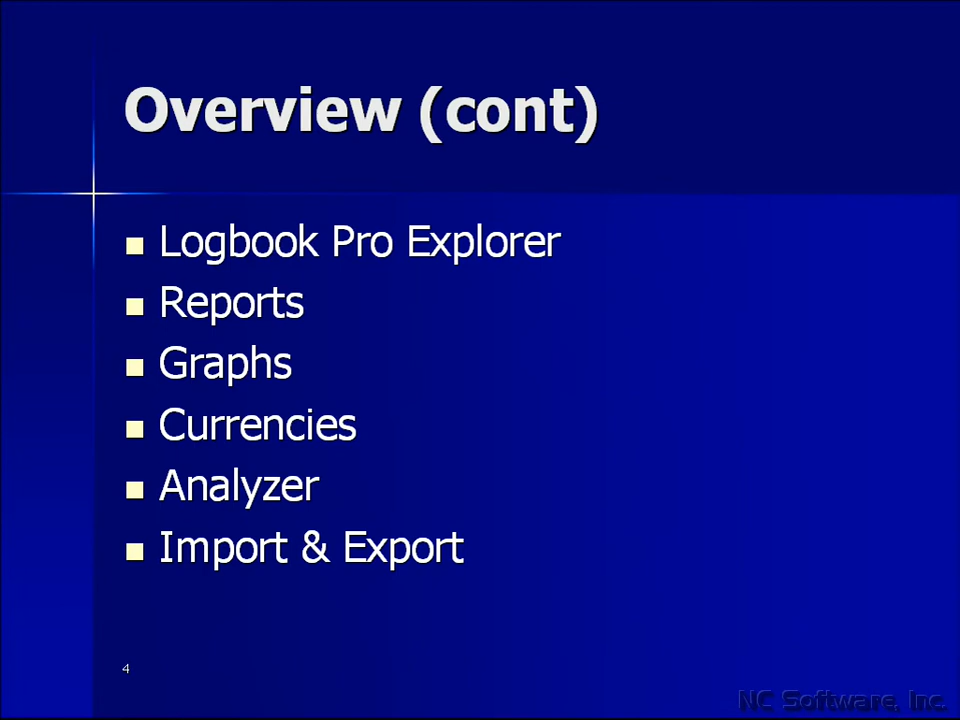 Overview (cont)
Logbook Pro Explorer
Reports
Graphs
Currencies
Analyzer
Import & Export
4
NC Software, Inc.